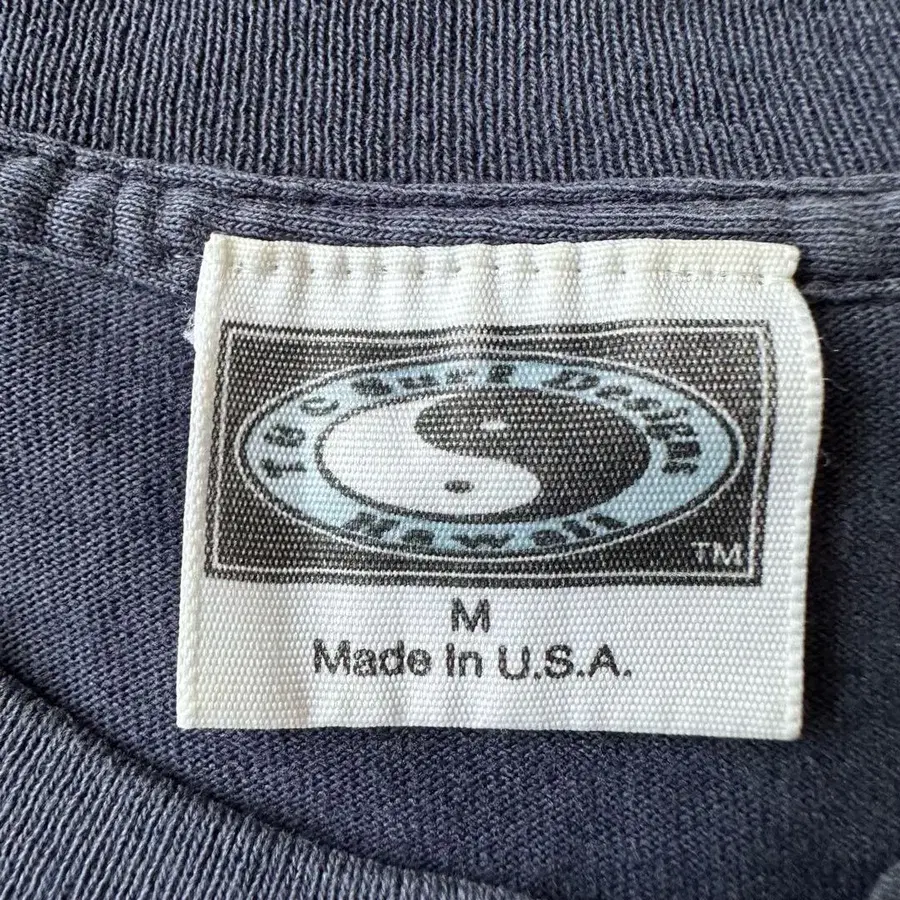 T&C Surf Designs
Hawaii
TM
M
Made In U.S.A.